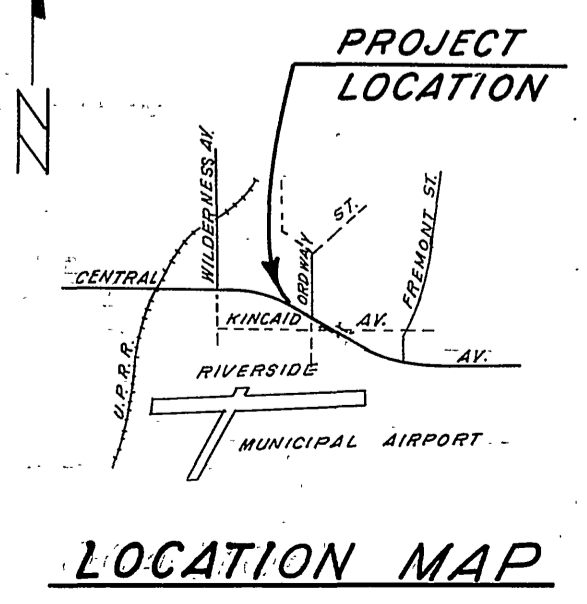 PROJECT
LOCATION
N
WILDERNESS AV.
ST.
ORDWAY
FREMONT ST.
CENTRAL
KINCAID AV.
AV.
U.P.R.R.
RIVERSIDE
MUNICIPAL AIRPORT
LOCATION MAP